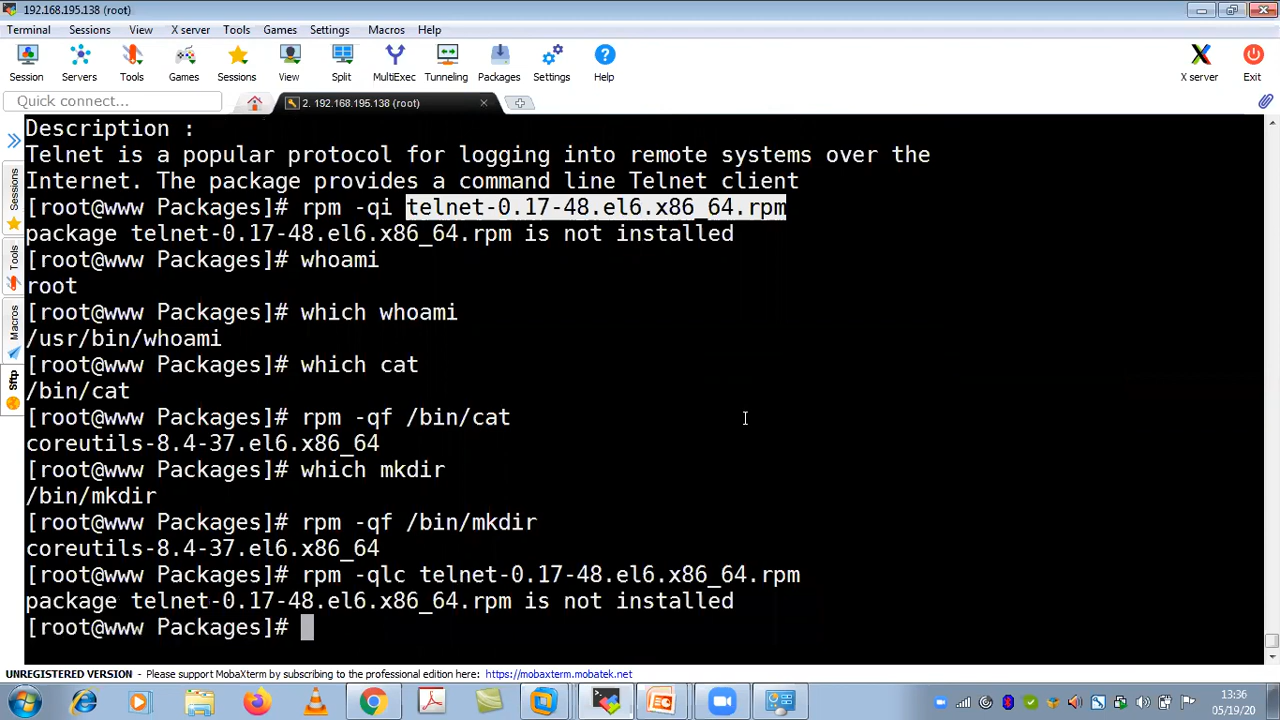 192.168.195.138 (root)
Terminal Sessions View X server Tools Games Settings Macros Help
Session Servers Tools Games Sessions View Split MultiExec Tunneling Packages Settings Help X server Exit
Quick connect...
2. 192.168.195.138 (root)
Description :
Telnet is a popular protocol for logging into remote systems over the
Internet. The package provides a command line Telnet client
[root@www Packages]# rpm -qi telnet-0.17-48.el6.x86_64.rpm
package telnet-0.17-48.el6.x86_64.rpm is not installed
[root@www Packages]# whoami
root
[root@www Packages]# which whoami
/usr/bin/whoami
[root@www Packages]# which cat
/bin/cat
[root@www Packages]# rpm -qf /bin/cat
coreutils-8.4-37.el6.x86_64
[root@www Packages]# which mkdir
/bin/mkdir
[root@www Packages]# rpm -qf /bin/mkdir
coreutils-8.4-37.el6.x86_64
[root@www Packages]# rpm -qlc telnet-0.17-48.el6.x86_64.rpm
package telnet-0.17-48.el6.x86_64.rpm is not installed
[root@www Packages]#
Sessions
Tools
Macros
Sftp
UNREGISTERED VERSION - Please support MobaXterm by subscribing to the professional edition here: https://mobaxterm.mobatek.net
13:36
05/19/20